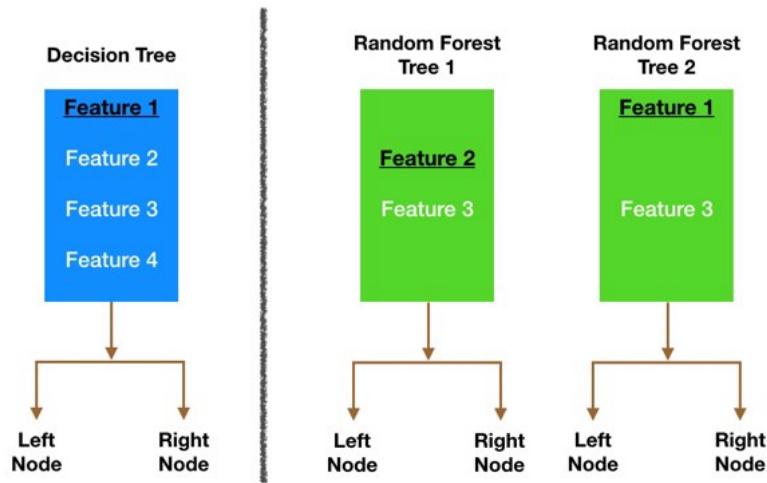 Decision Tree
Feature 1
Feature 2
Feature 3
Feature 4
Left
Node
Right
Node
Random Forest
Tree 1
Feature 2
Feature 3
Left
Node
Right
Node
Random Forest
Tree 2
Feature 1
Feature 3
Left
Node
Right
Node